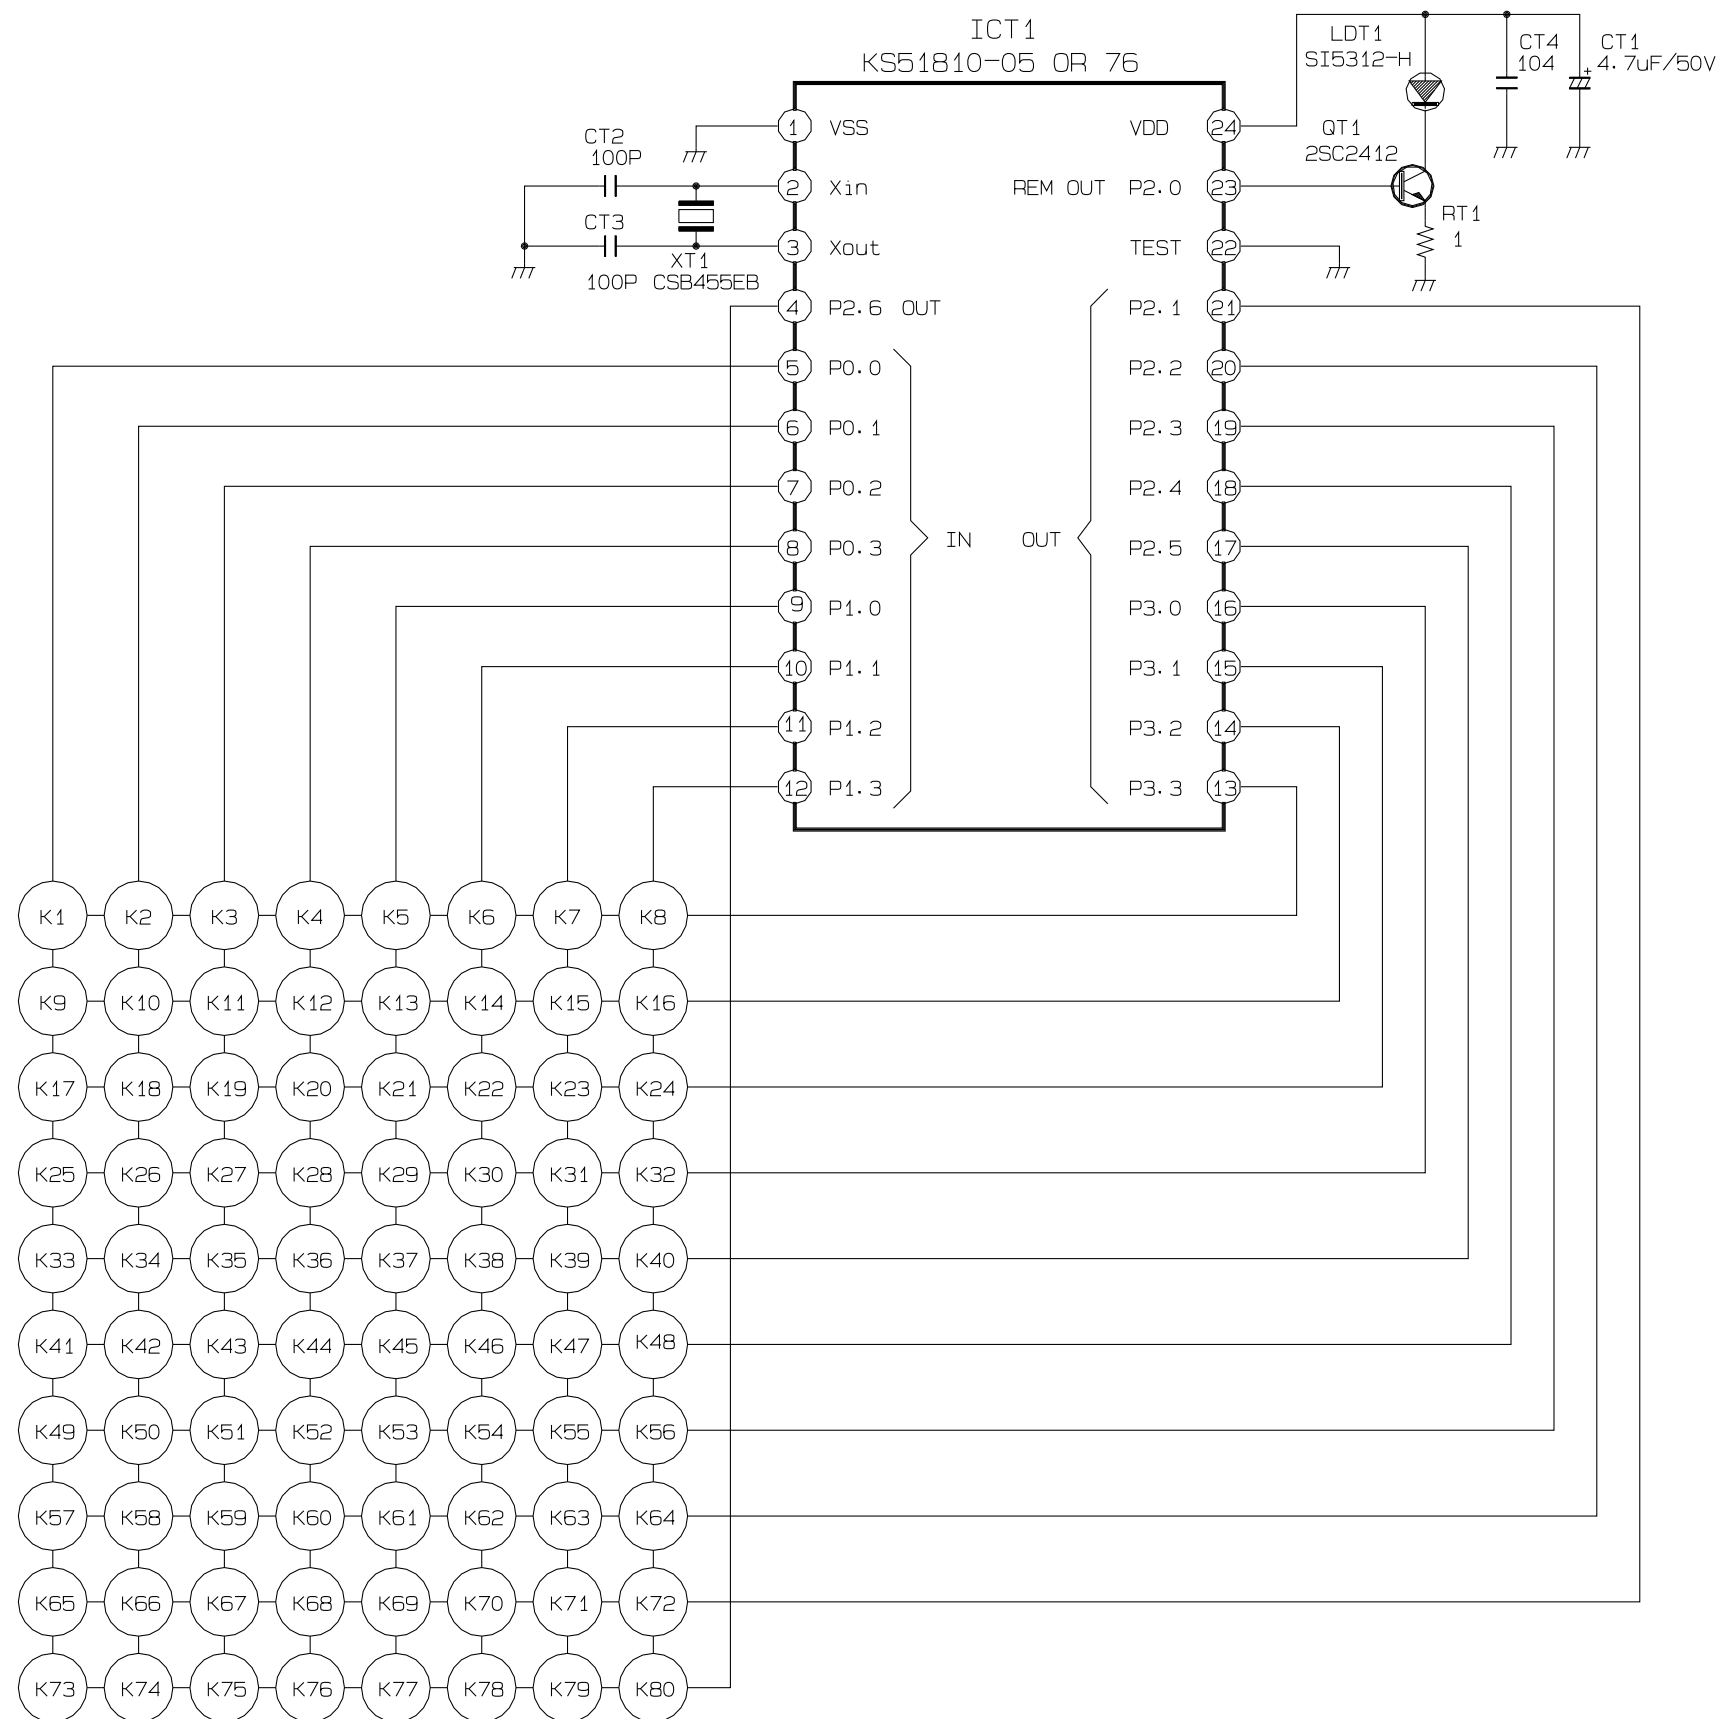 ICT1
KS51810-05 OR 76
LDT1
SI5312-H
CT4
104
CT1
+
4.7uF/50V
CT2
100P
1 VSS
VDD 24
QT1
2SC2412
2 Xin
REM OUT P2.0 23
CT3
3 Xout
TEST 22
RT1
1
XT1
100P CSB455EB
4 P2.6 OUT
P2.1 21
5 P0.0
P2.2 20
6 P0.1
P2.3 19
7 P0.2
P2.4 18
8 P0.3
IN
OUT
P2.5 17
9 P1.0
P3.0 16
10 P1.1
P3.1 15
11 P1.2
P3.2 14
12 P1.3
P3.3 13
K1 K2 K3 K4 K5 K6 K7 K8
K9 K10 K11 K12 K13 K14 K15 K16
K17 K18 K19 K20 K21 K22 K23 K24
K25 K26 K27 K28 K29 K30 K31 K32
K33 K34 K35 K36 K37 K38 K39 K40
K41 K42 K43 K44 K45 K46 K47 K48
K49 K50 K51 K52 K53 K54 K55 K56
K57 K58 K59 K60 K61 K62 K63 K64
K65 K66 K67 K68 K69 K70 K71 K72
K73 K74 K75 K76 K77 K78 K79 K80